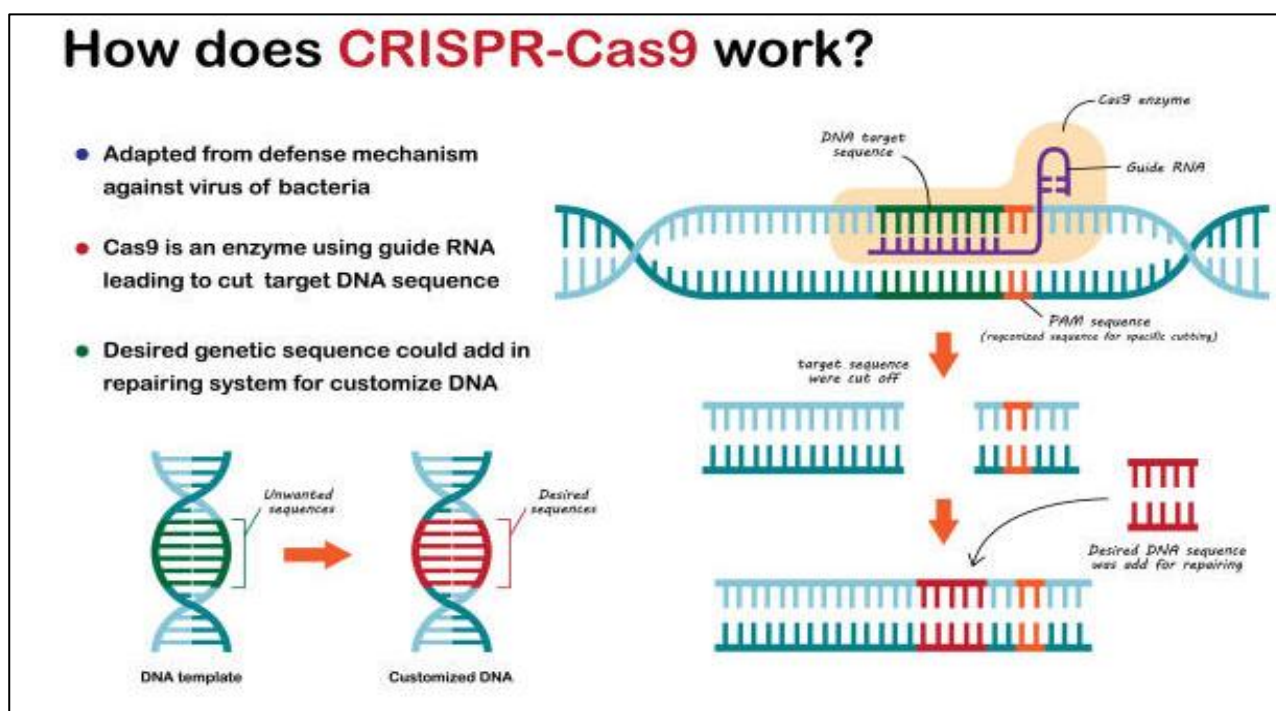 How does CRISPR-Cas9 work?
Adapted from defense mechanism
against virus of bacteria
Cas9 is an enzyme using guide RNA
leading to cut target DNA sequence
Desired genetic sequence could add in
repairing system for customize DNA
Cas9 enzyme
DNA target
sequence
Guide RNA
PAM sequence
(regconized sequence for specific cutting)
target sequence
were cut off
Desired DNA sequence
was add for repairing
Unwanted
sequences
Desired
sequences
DNA template
Customized DNA